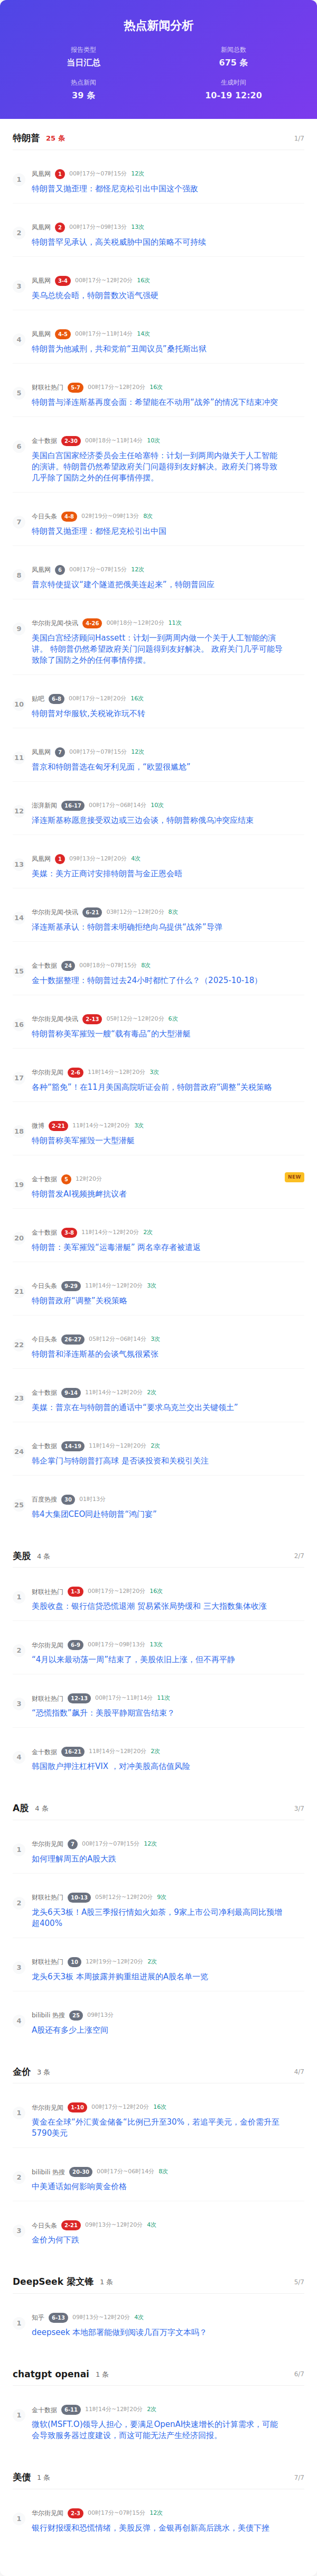 热点新闻分析
报告类型
当日汇总
新闻总数
675 条
热点新闻
39 条
生成时间
10-19 12:20
特朗普 25 条 1/7
1
凤凰网 1 00时17分~07时15分 12次
特朗普又抛歪理：都怪尼克松引出中国这个强敌
2
凤凰网 2 00时17分~09时13分 13次
特朗普罕见承认，高关税威胁中国的策略不可持续
3
凤凰网 3-4 00时17分~12时20分 16次
美乌总统会晤，特朗普数次语气强硬
4
凤凰网 4-5 00时17分~11时14分 14次
特朗普为他减刑，共和党前“丑闻议员”桑托斯出狱
5
财联社热门 5-7 00时17分~12时20分 16次
特朗普与泽连斯基再度会面：希望能在不动用“战斧”的情况下结束冲突
6
金十数据 2-30 00时18分~11时14分 10次
美国白宫国家经济委员会主任哈塞特：计划一到两周内做关于人工智能
的演讲。特朗普仍然希望政府关门问题得到友好解决。政府关门将导致
几乎除了国防之外的任何事情停摆。
7
今日头条 4-8 02时19分~09时13分 8次
特朗普又抛歪理：都怪尼克松引出中国
8
凤凰网 6 00时17分~07时15分 12次
普京特使提议“建个隧道把俄美连起来”，特朗普回应
9
华尔街见闻-快讯 4-26 00时18分~12时20分 11次
美国白宫经济顾问Hassett：计划一到两周内做一个关于人工智能的演
讲。 特朗普仍然希望政府关门问题得到友好解决。 政府关门几乎可能导
致除了国防之外的任何事情停摆。
10
贴吧 6-8 00时17分~12时20分 16次
特朗普对华服软,关税讹诈玩不转
11
凤凰网 7 00时17分~07时15分 12次
普京和特朗普选在匈牙利见面，“欧盟很尴尬”
12
澎湃新闻 16-17 00时17分~06时14分 10次
泽连斯基称愿意接受双边或三边会谈，特朗普称俄乌冲突应结束
13
凤凰网 1 09时13分~12时20分 4次
美媒：美方正商讨安排特朗普与金正恩会晤
14
华尔街见闻-快讯 6-21 03时12分~12时20分 8次
泽连斯基承认：特朗普未明确拒绝向乌提供“战斧”导弹
15
金十数据 24 00时18分~07时15分 8次
金十数据整理：特朗普过去24小时都忙了什么？（2025-10-18）
16
华尔街见闻-快讯 2-13 05时12分~12时20分 6次
特朗普称美军摧毁一艘“载有毒品”的大型潜艇
17
华尔街见闻 2-6 11时14分~12时20分 3次
各种“豁免”！在11月美国高院听证会前，特朗普政府“调整”关税策略
18
微博 2-21 11时14分~12时20分 3次
特朗普称美军摧毁一大型潜艇
19
金十数据 5 12时20分
NEW
特朗普发AI视频挑衅抗议者
20
金十数据 3-8 11时14分~12时20分 2次
特朗普：美军摧毁“运毒潜艇” 两名幸存者被遣返
21
今日头条 9-29 11时14分~12时20分 3次
特朗普政府“调整”关税策略
22
今日头条 26-27 05时12分~06时14分 3次
特朗普和泽连斯基的会谈气氛很紧张
23
金十数据 9-14 11时14分~12时20分 2次
美媒：普京在与特朗普的通话中“要求乌克兰交出关键领土”
24
金十数据 14-19 11时14分~12时20分 2次
韩企掌门与特朗普打高球 是否谈投资和关税引关注
25
百度热搜 30 01时13分
韩4大集团CEO同赴特朗普“鸿门宴”
美股 4 条 2/7
1
财联社热门 1-3 00时17分~12时20分 16次
美股收盘：银行信贷恐慌退潮 贸易紧张局势缓和 三大指数集体收涨
2
华尔街见闻 6-9 00时17分~09时13分 13次
“4月以来最动荡一周”结束了，美股依旧上涨，但不再平静
3
财联社热门 12-13 00时17分~11时14分 11次
“恐慌指数”飙升：美股平静期宣告结束？
4
金十数据 16-21 11时14分~12时20分 2次
韩国散户押注杠杆VIX ，对冲美股高估值风险
A股 4 条 3/7
1
华尔街见闻 7 00时17分~07时15分 12次
如何理解周五的A股大跌
2
财联社热门 10-13 05时12分~12时20分 9次
龙头6天3板！A股三季报行情如火如荼，9家上市公司净利最高同比预增
超400%
3
财联社热门 10 12时19分~12时20分 2次
龙头6天3板 本周披露并购重组进展的A股名单一览
4
bilibili 热搜 25 09时13分
A股还有多少上涨空间
金价 3 条 4/7
1
华尔街见闻 1-10 00时17分~12时20分 16次
黄金在全球“外汇黄金储备“比例已升至30%，若追平美元，金价需升至
5790美元
2
bilibili 热搜 20-30 00时17分~06时14分 8次
中美通话如何影响黄金价格
3
今日头条 2-21 09时13分~12时20分 4次
金价为何下跌
DeepSeek 梁文锋 1 条 5/7
1
知乎 6-13 09时13分~12时20分 4次
deepseek 本地部署能做到阅读几百万字文本吗？
chatgpt openai 1 条 6/7
1
金十数据 6-11 11时14分~12时20分 2次
微软(MSFT.O)领导人担心，要满足OpenAI快速增长的计算需求，可能
会导致服务器过度建设，而这可能无法产生经济回报。
美债 1 条 7/7
1
华尔街见闻 2-3 00时17分~07时15分 12次
银行财报缓和恐慌情绪，美股反弹，金银再创新高后跳水，美债下挫